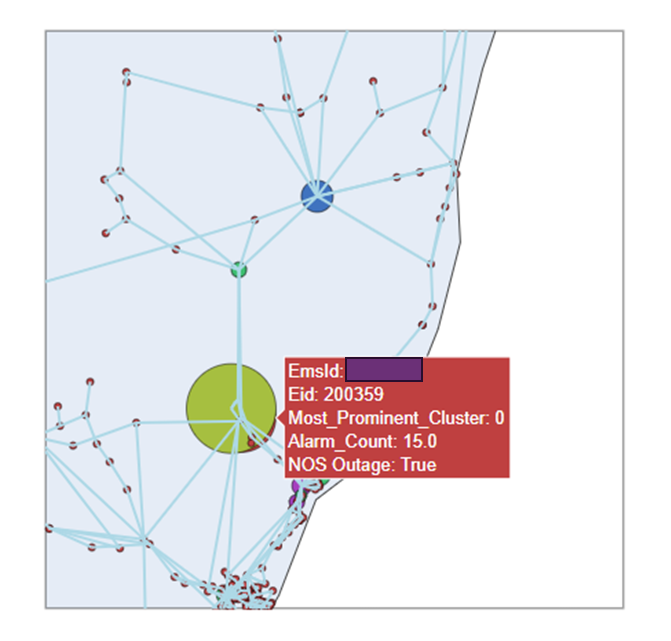 EmsId:
Eid: 200359
Most_Prominent_Cluster: 0
Alarm_Count: 15.0
NOS Outage: True